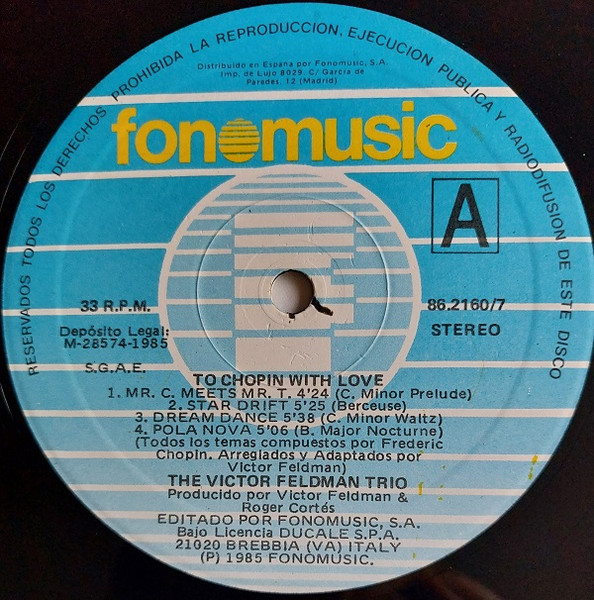 RESERVADOS TODOS LOS DERECHOS PROHIBIDA LA REPRODUCCION, EJECUCION PUBLICA Y RADIODIFUSION DE ESTE DISCO
Distribuido en España por Fonomusic, S.A.
Imp. de Lujo 8029. C/ García de
Paredes, 12 (Madrid)
fonomusic
A
33 R.P.M.
86.2160/7
Depósito Legal:
M-28574-1985
STEREO
S.G.A.E.
TO CHOPIN WITH LOVE
1. MR. C. MEETS MR. T. 4'24 (C. Minor Prelude)
2. STAR DRIFT 5'25 (Berceuse)
3. DREAM DANCE 5'38 (C. Minor Waltz)
4. POLA NOVA 5'06 (B. Major Nocturne)
(Todos los temas compuestos por Frederic
Chopin. Arreglados y Adaptados por
Victor Feldman)
THE VICTOR FELDMAN TRIO
Producido por Victor Feldman &
Roger Cortés
EDITADO POR FONOMUSIC, S.A.
Bajo Licencia DUCALE S.P.A.
21020 BREBBIA (VA) ITALY
(P) 1985 FONOMUSIC.